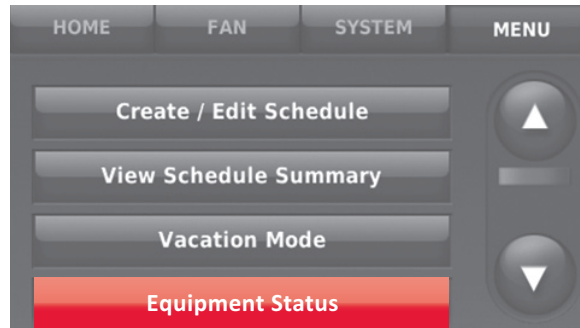 HOME FAN SYSTEM MENU
Create / Edit Schedule
View Schedule Summary
Vacation Mode
Equipment Status